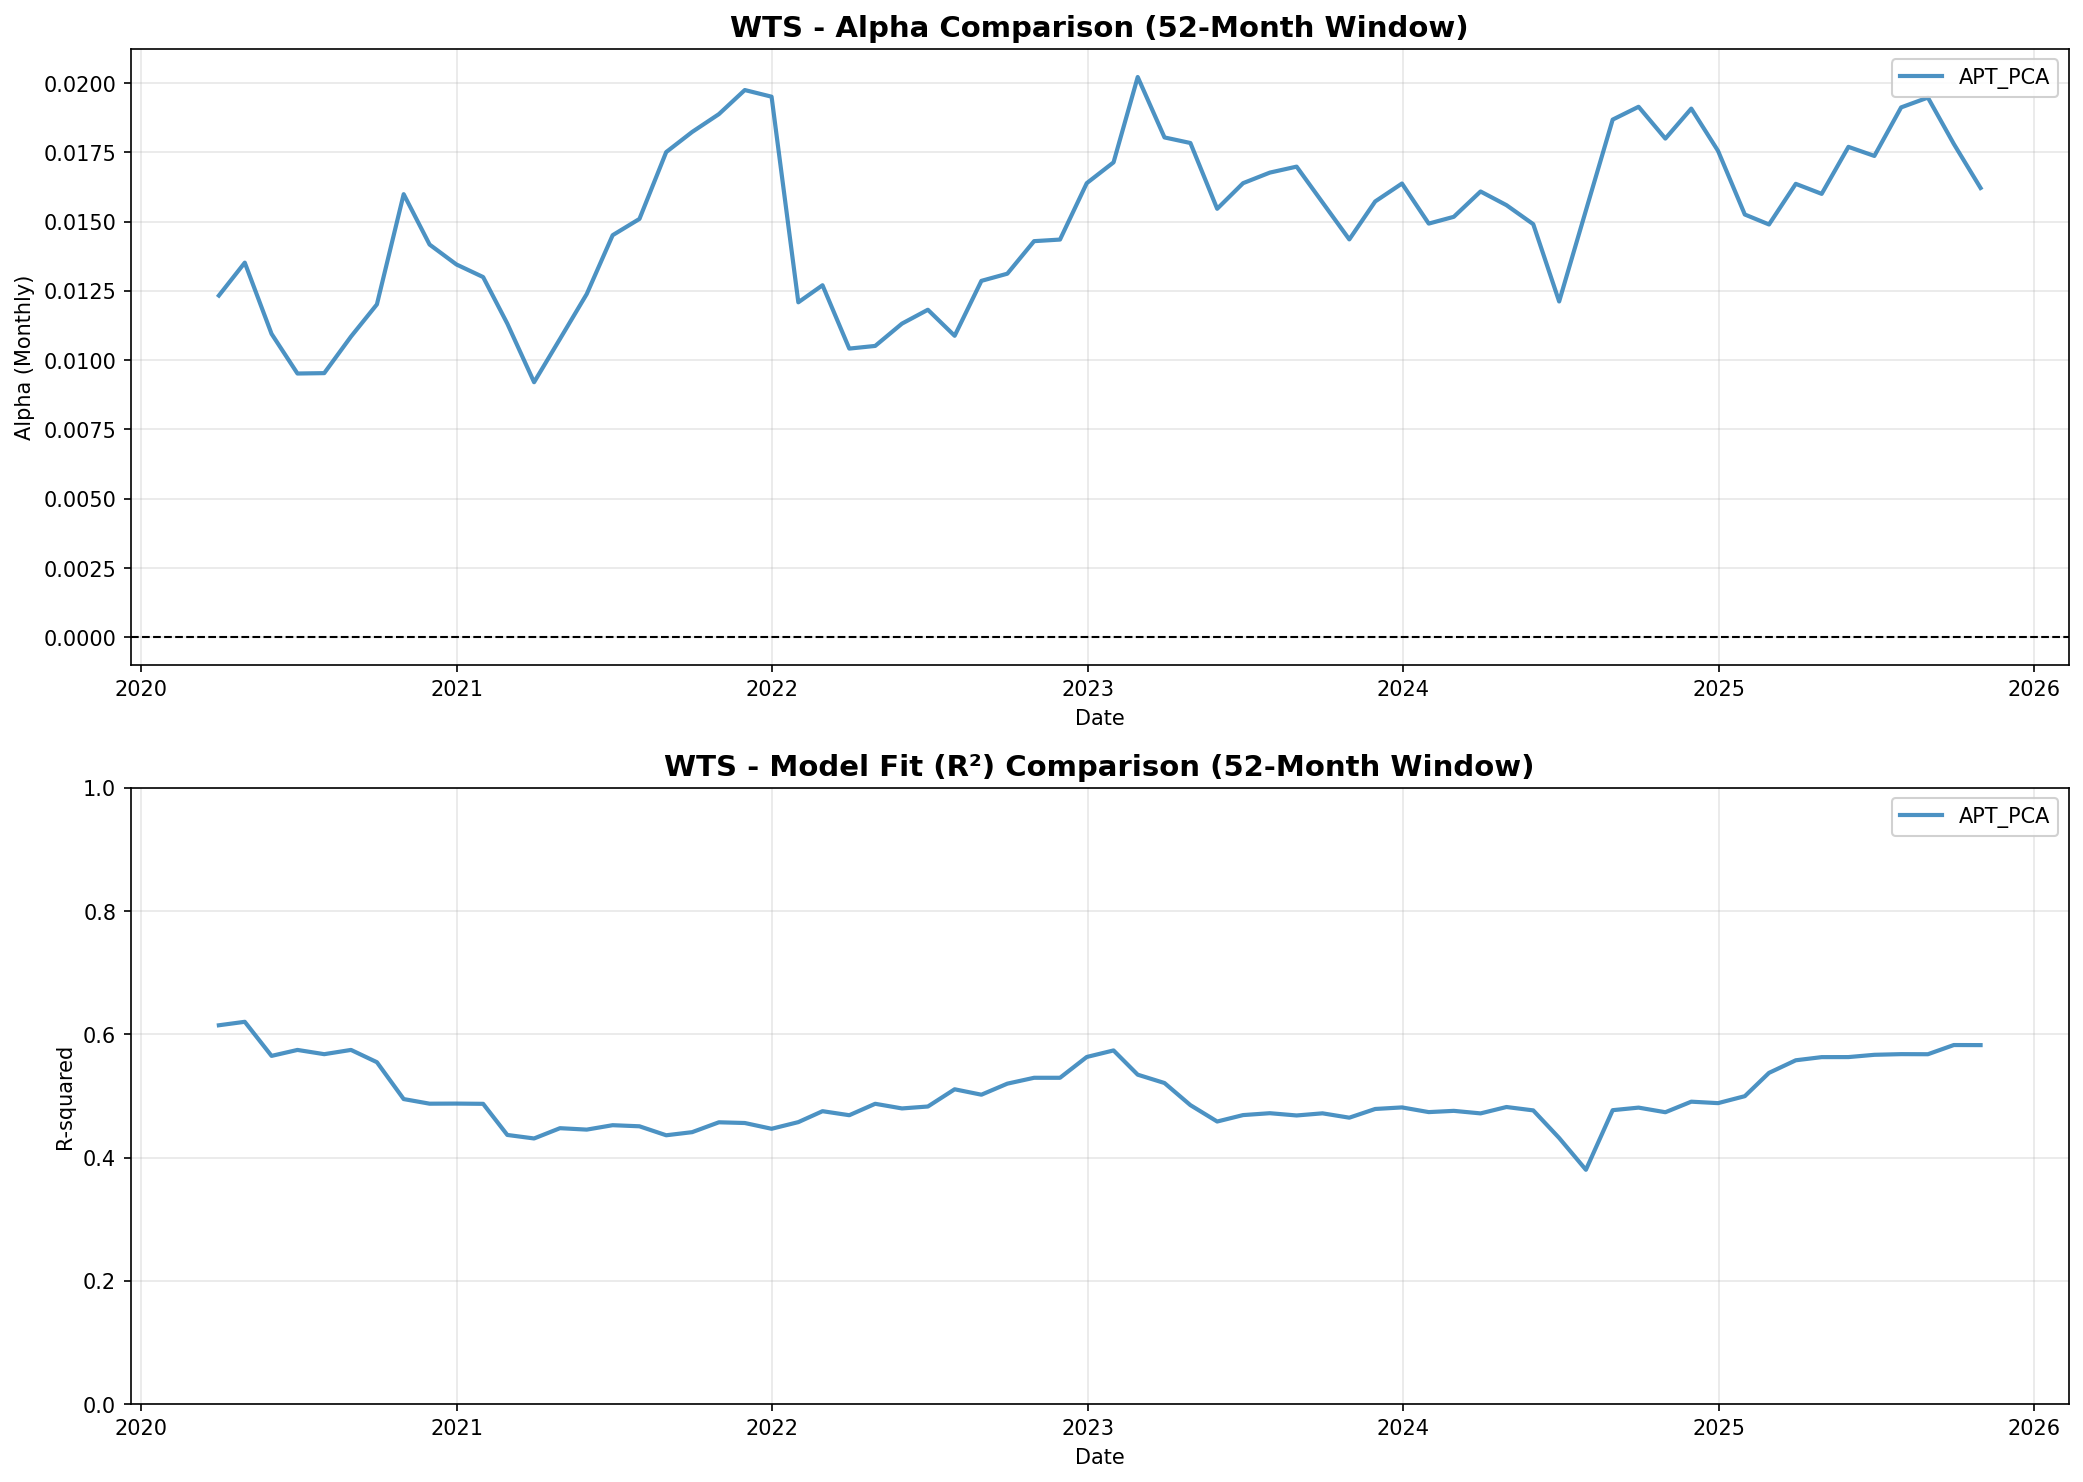 WTS - Alpha Comparison (52-Month Window)
APT_PCA
0.0200
0.0175
0.0150
0.0125
0.0100
0.0075
0.0050
0.0025
0.0000
Alpha (Monthly)
2020 2021 2022 2023 2024 2025 2026
Date
WTS - Model Fit (R²) Comparison (52-Month Window)
APT_PCA
1.0
0.8
0.6
0.4
0.2
0.0
R-squared
2020 2021 2022 2023 2024 2025 2026
Date